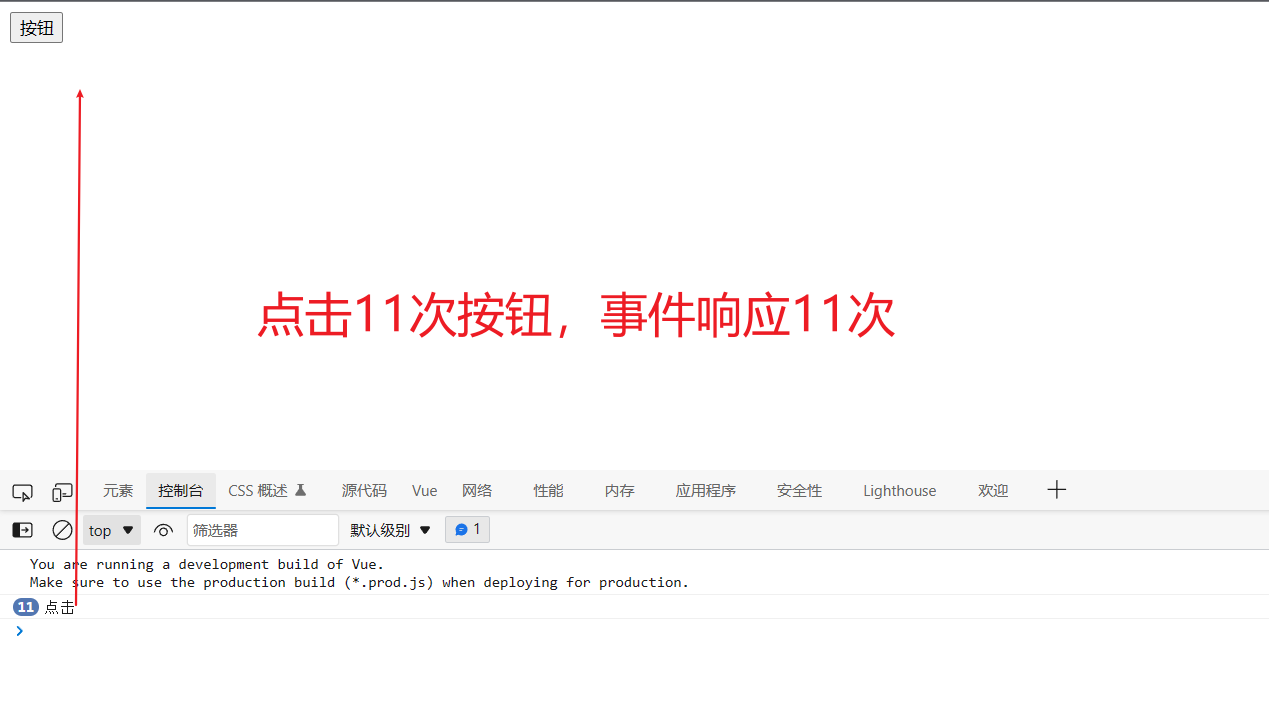 按钮
点击11次按钮，事件响应11次
元素 控制台 CSS 概述 源代码 Vue 网络 性能 内存 应用程序 安全性 Lighthouse 欢迎
top 筛选器 默认级别 1
You are running a development build of Vue.
Make sure to use the production build (*.prod.js) when deploying for production.
11 点击